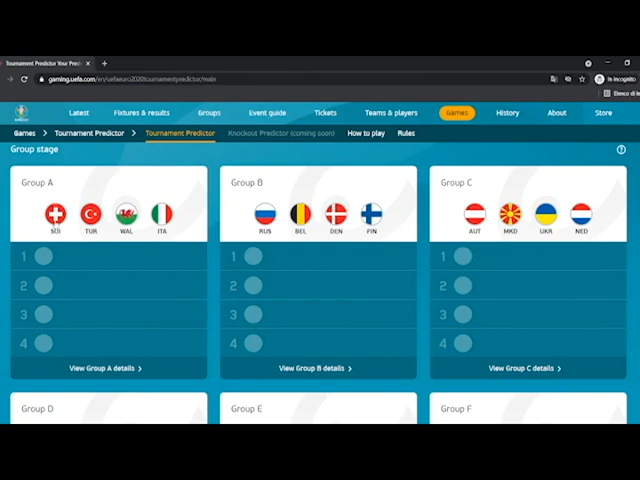 Tournament Predictor Your Predic
gaming.uefa.com/en/uefaeuro2020tournamentpredictor/main
In Incognito
Elenco di le
Latest Fixtures & results Groups Event guide Tickets Teams & players Games History About Store
Games Tournament Predictor Tournament Predictor Knockout Predictor (coming soon) How to play Rules
Group stage
Group A Group B Group C
SUI TUR WAL ITA RUS BEL DEN FIN AUT MKD UKR NED
1 1 1
2 2 2
3 3 3
4 4 4
View Group A details View Group B details View Group C details
Group D Group E Group F